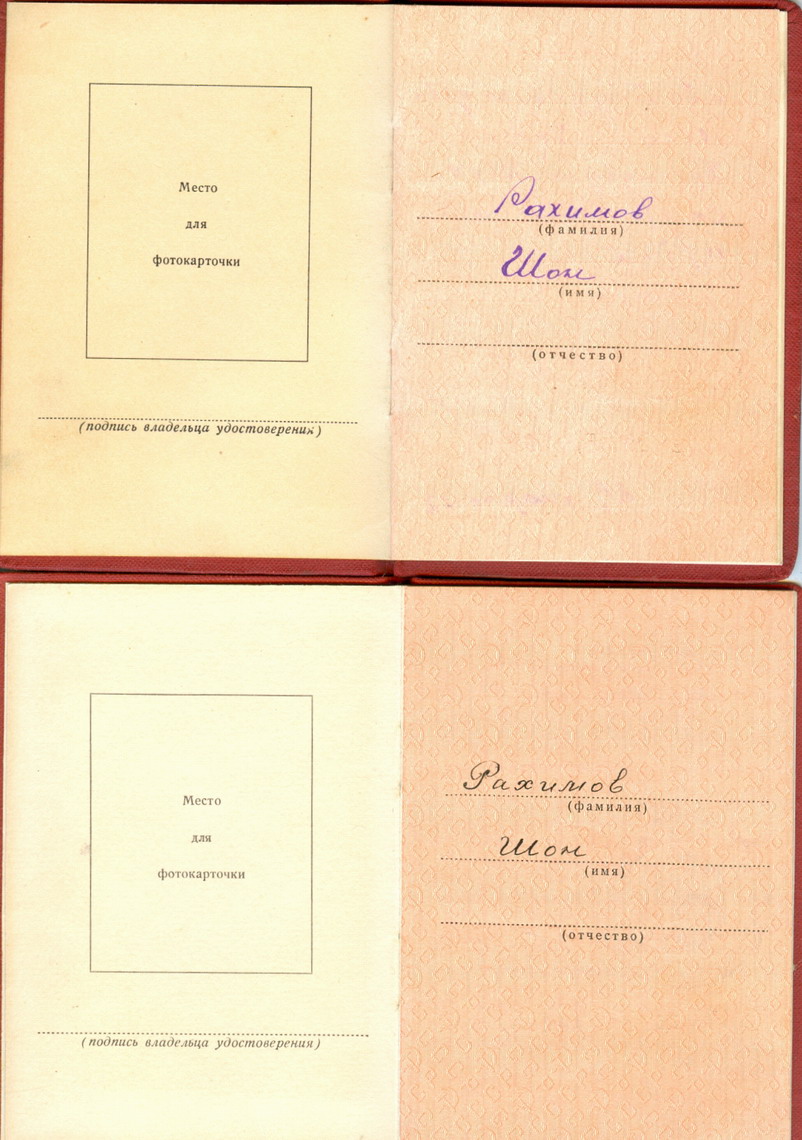 Место
для
фотокарточки
(подпись владельца удостоверения)
Рахимов
(фамилия)
Шон
(имя)
(отчество)
Место
для
фотокарточки
(подпись владельца удостоверения)
Рахимов
(фамилия)
Шон
(имя)
(отчество)